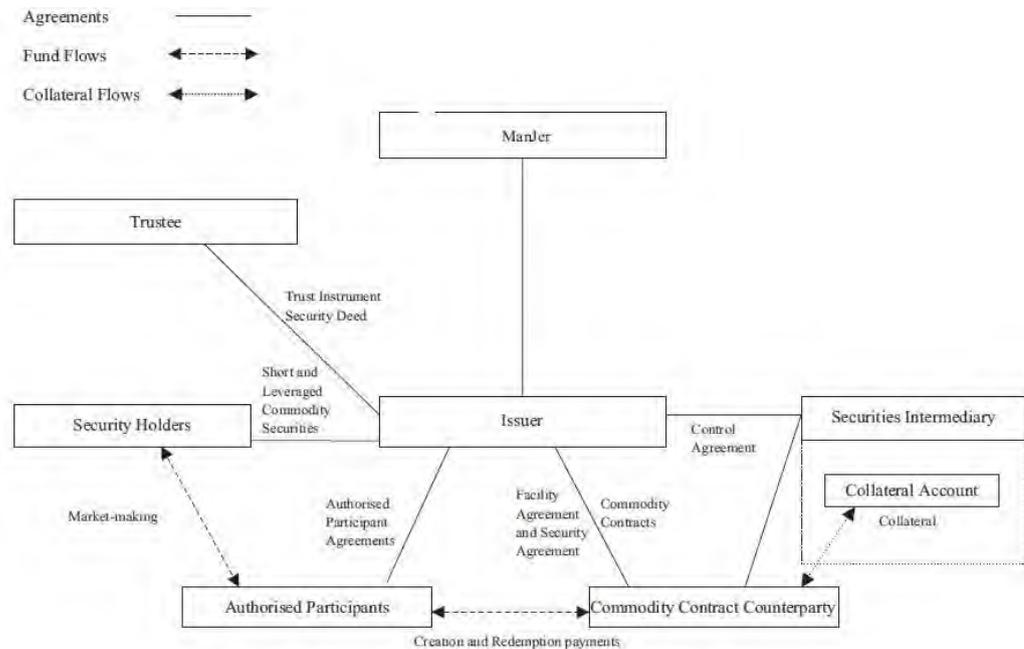 Agreements
Fund Flows
Collateral Flows
ManJer
Trustee
Trust Instrument
Security Deed
Short and
Leveraged
Commodity
Securities
Security Holders
Issuer
Securities Intermediary
Control
Agreement
Collateral Account
Collateral
Market-making
Authorised
Participant
Agreements
Facility
Agreement
and Security
Agreement
Commodity
Contracts
Authorised Participants
Commodity Contract Counterparty
Creation and Redemption payments